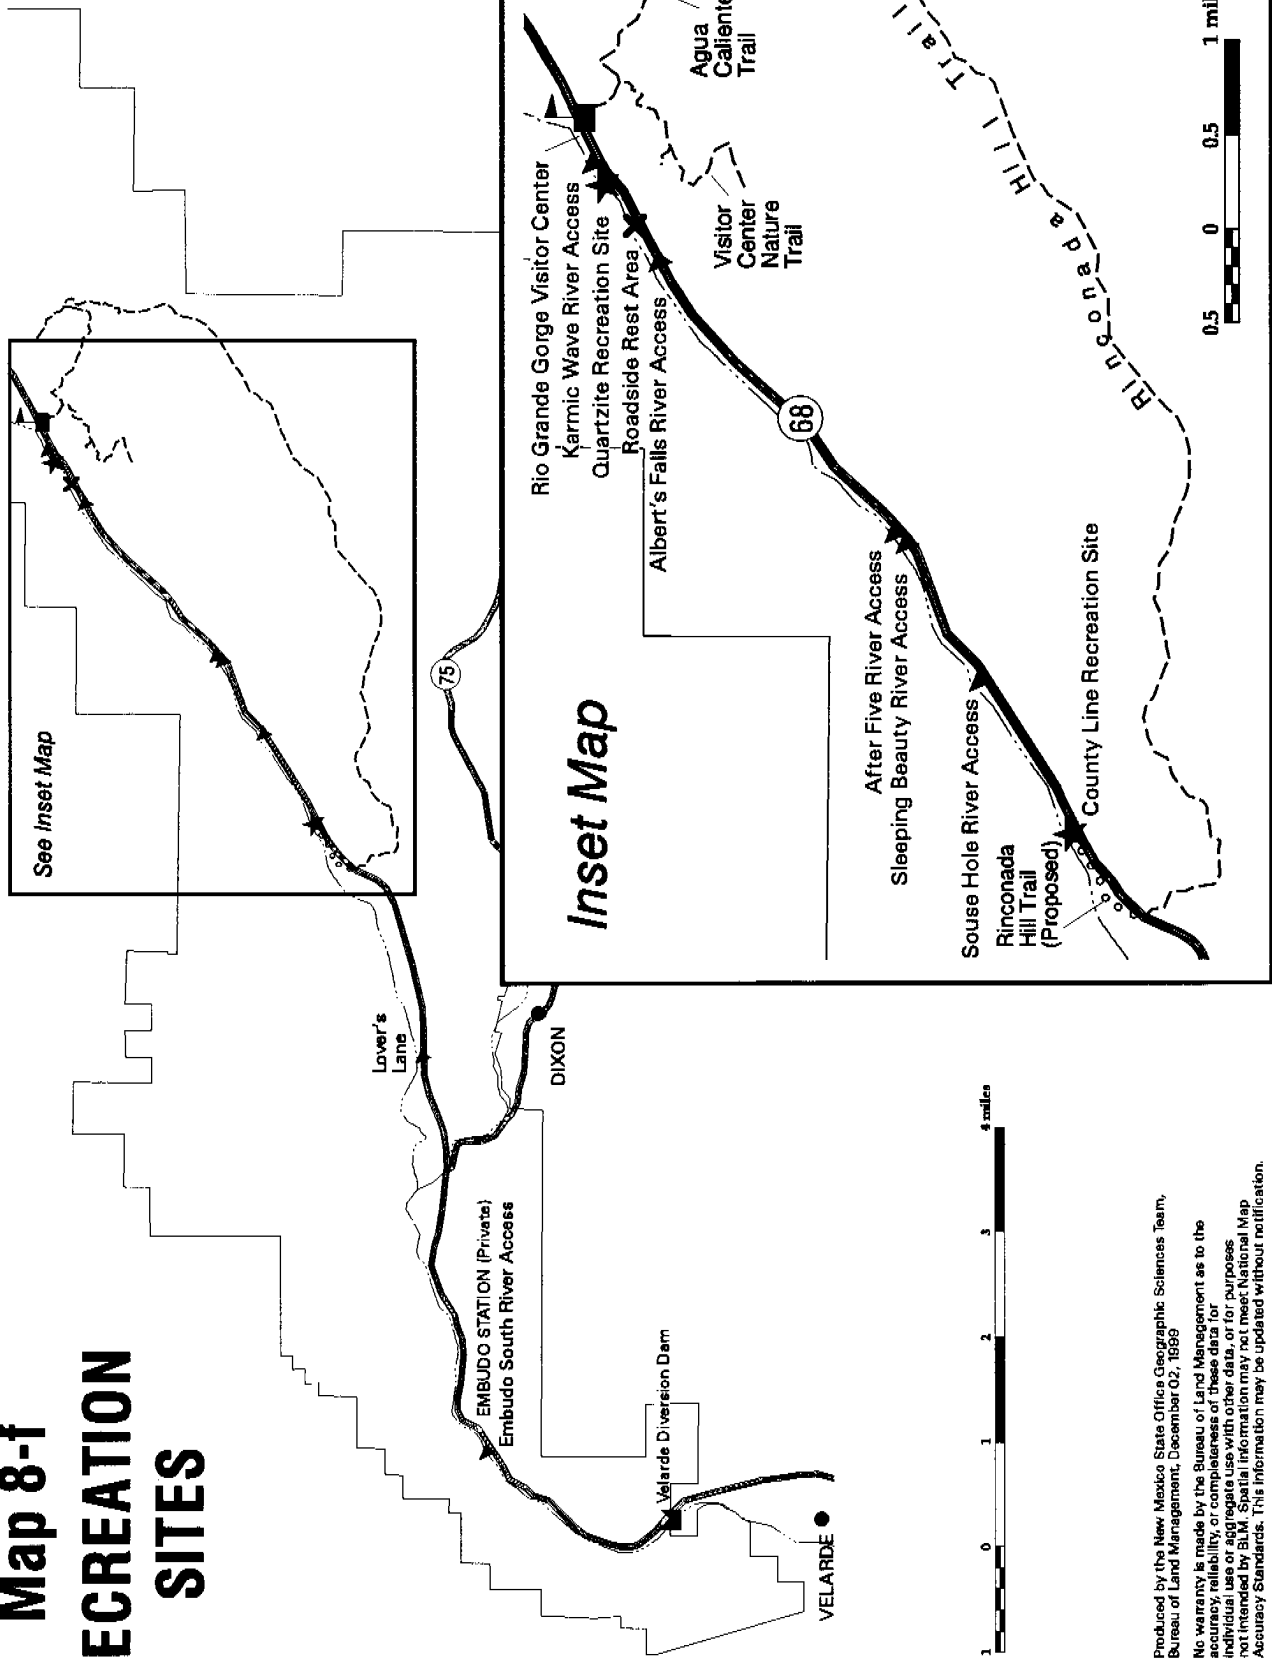 Map 8-f
ECREATION
SITES
See Inset Map
75
Lover's
Lane
DIXON
EMBUDO STATION (Private)
Embudo South River Access
Velarde Diversion Dam
VELARDE
1 0 1 2 3 4 miles
Inset Map
Rio Grande Gorge Visitor Center
Karmic Wave River Access
Quartzite Recreation Site
Roadside Rest Area
Albert's Falls River Access
Agua
Caliente
Trail
Visitor
Center
Nature
Trail
68
After Five River Access
Sleeping Beauty River Access
Souse Hole River Access
Rinconada
Hill Trail
(Proposed)
County Line Recreation Site
Rinconada Hill Trail
0.5 0 0.5 1 mil
Produced by the New Mexico State Office Geographic Sciences Team,
Bureau of Land Management, December 02, 1999
No warranty is made by the Bureau of Land Management as to the
accuracy, reliability, or completeness of these data for
individual use or aggregate use with other data, or for purposes
not intended by BLM. Spatial information may not meet National Map
Accuracy Standards. This information may be updated without notification.